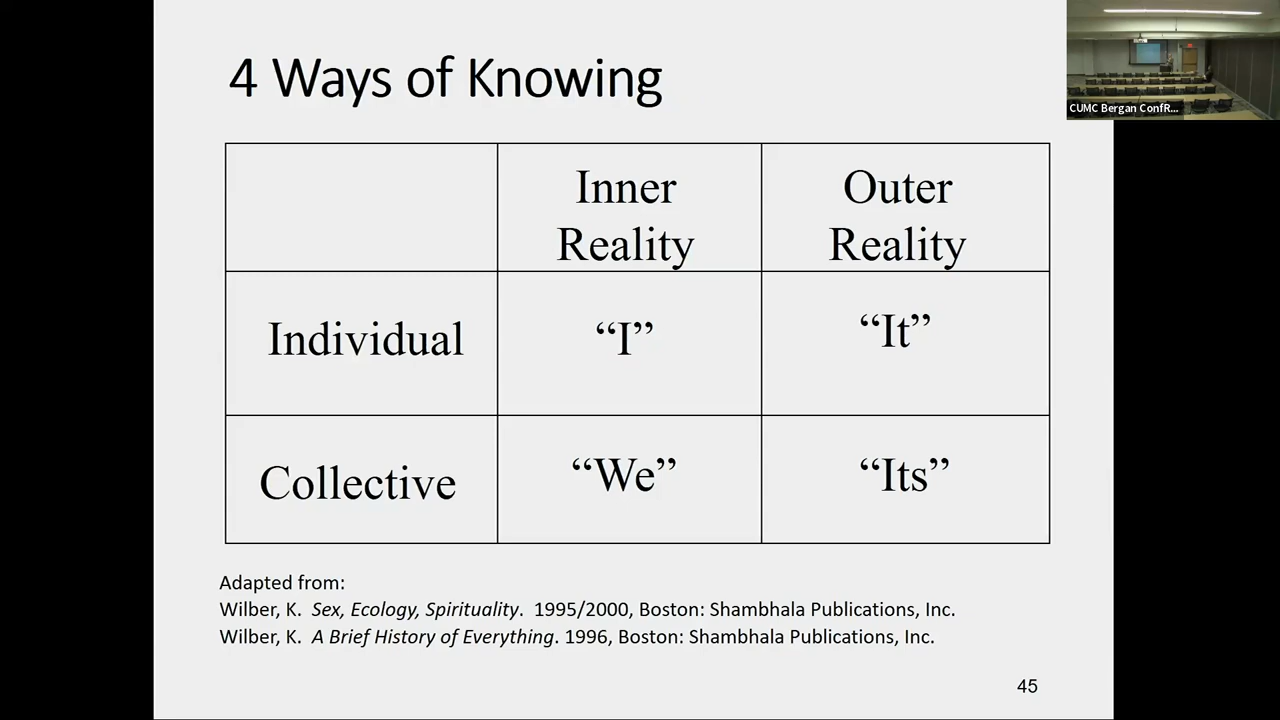 4 Ways of Knowing
CUMC Bergan ConfR...
Inner
Reality
Outer
Reality
Individual
“I”
“It”
Collective
“We”
“Its”
Adapted from:
Wilber, K. Sex, Ecology, Spirituality. 1995/2000, Boston: Shambhala Publications, Inc.
Wilber, K. A Brief History of Everything. 1996, Boston: Shambhala Publications, Inc.
45